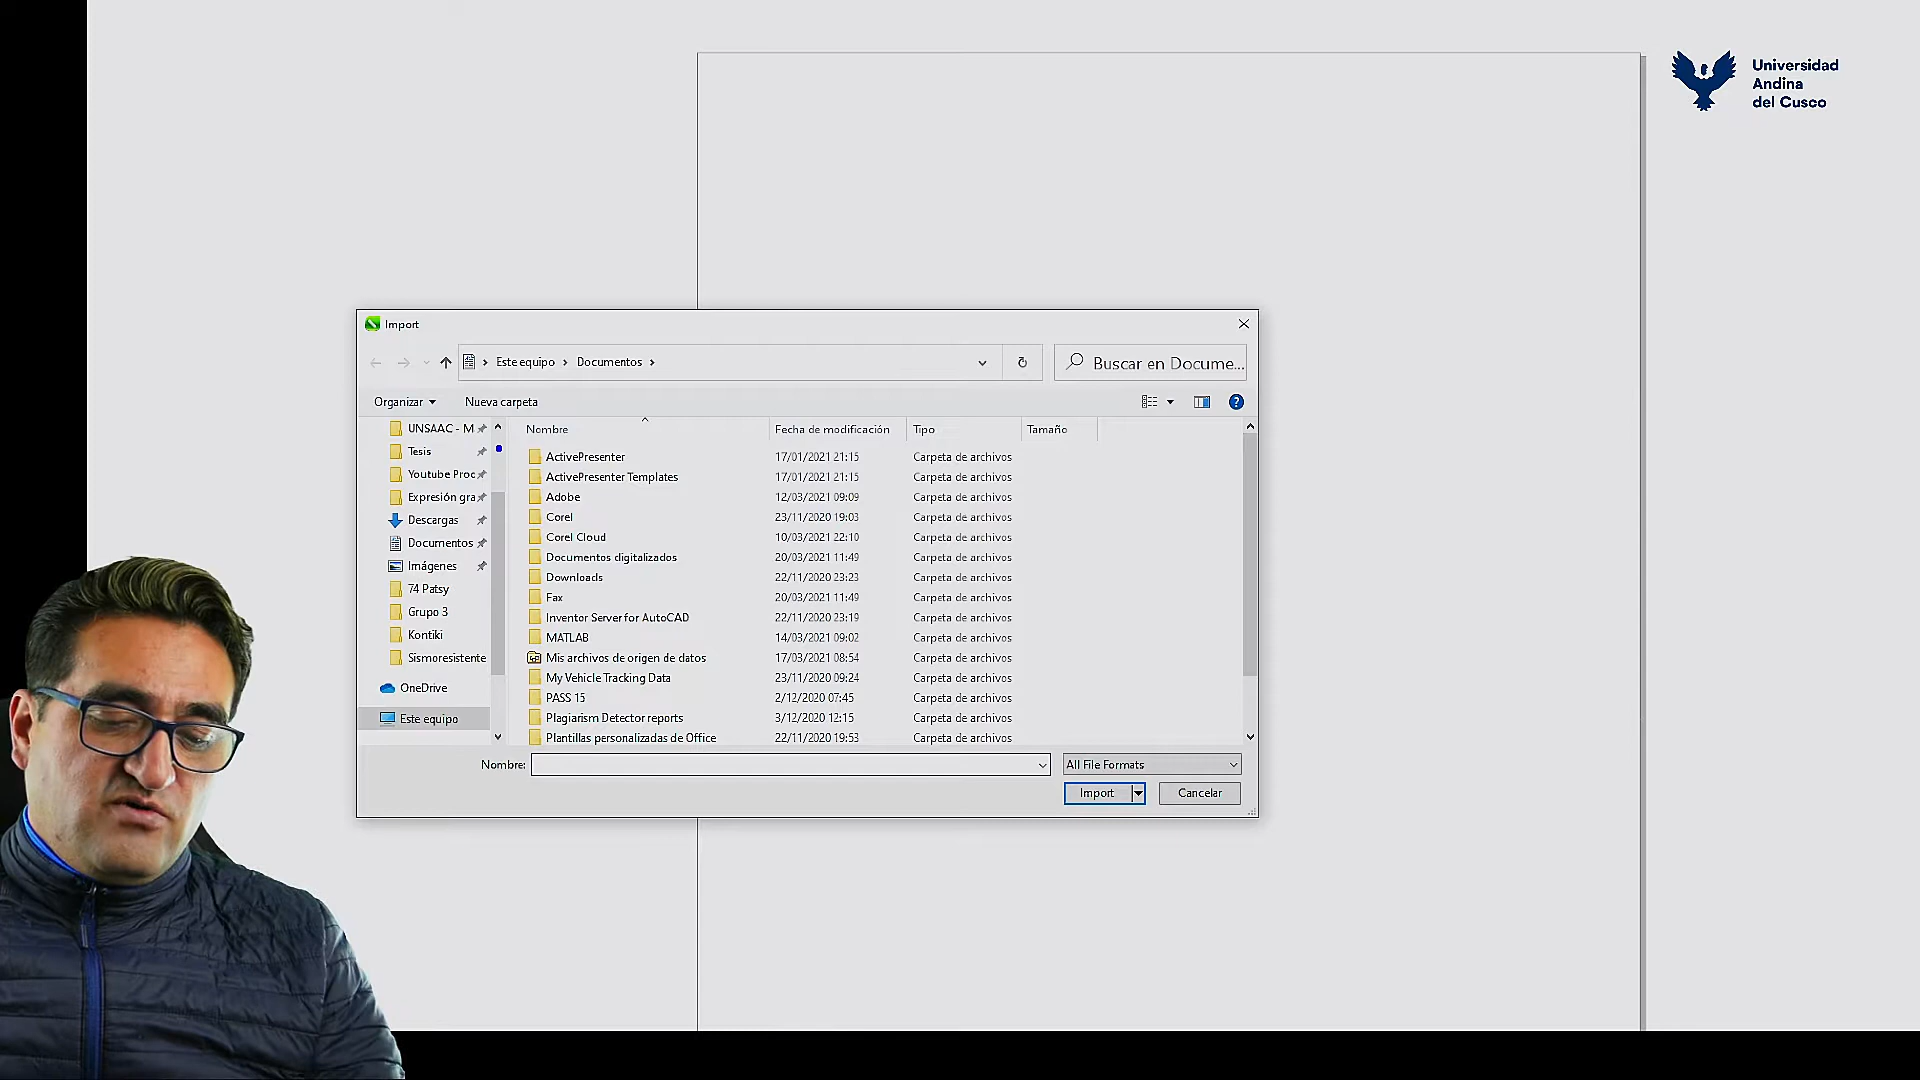 Universidad
Andina
del Cusco
Import
Este equipo
Documentos
Buscar en Docume...
Organizar
Nueva carpeta
UNSAAC - M
Tesis
Youtube Proc
Expresión gra
Descargas
Documentos
Imágenes
74 Patsy
Grupo 3
Kontiki
Sismoresistente
OneDrive
Este equipo
Nombre Fecha de modificación Tipo Tamaño
ActivePresenter 17/01/2021 21:15 Carpeta de archivos
ActivePresenter Templates 17/01/2021 21:15 Carpeta de archivos
Adobe 12/03/2021 09:09 Carpeta de archivos
Corel 23/11/2020 19:03 Carpeta de archivos
Corel Cloud 10/03/2021 22:10 Carpeta de archivos
Documentos digitalizados 20/03/2021 11:49 Carpeta de archivos
Downloads 22/11/2020 23:23 Carpeta de archivos
Fax 20/03/2021 11:49 Carpeta de archivos
Inventor Server for AutoCAD 22/11/2020 23:19 Carpeta de archivos
MATLAB 14/03/2021 09:02 Carpeta de archivos
Mis archivos de origen de datos 17/03/2021 08:54 Carpeta de archivos
My Vehicle Tracking Data 23/11/2020 09:24 Carpeta de archivos
PASS 15 2/12/2020 07:45 Carpeta de archivos
Plagiarism Detector reports 3/12/2020 12:15 Carpeta de archivos
Plantillas personalizadas de Office 22/11/2020 19:53 Carpeta de archivos
Nombre:
All File Formats
Import
Cancelar